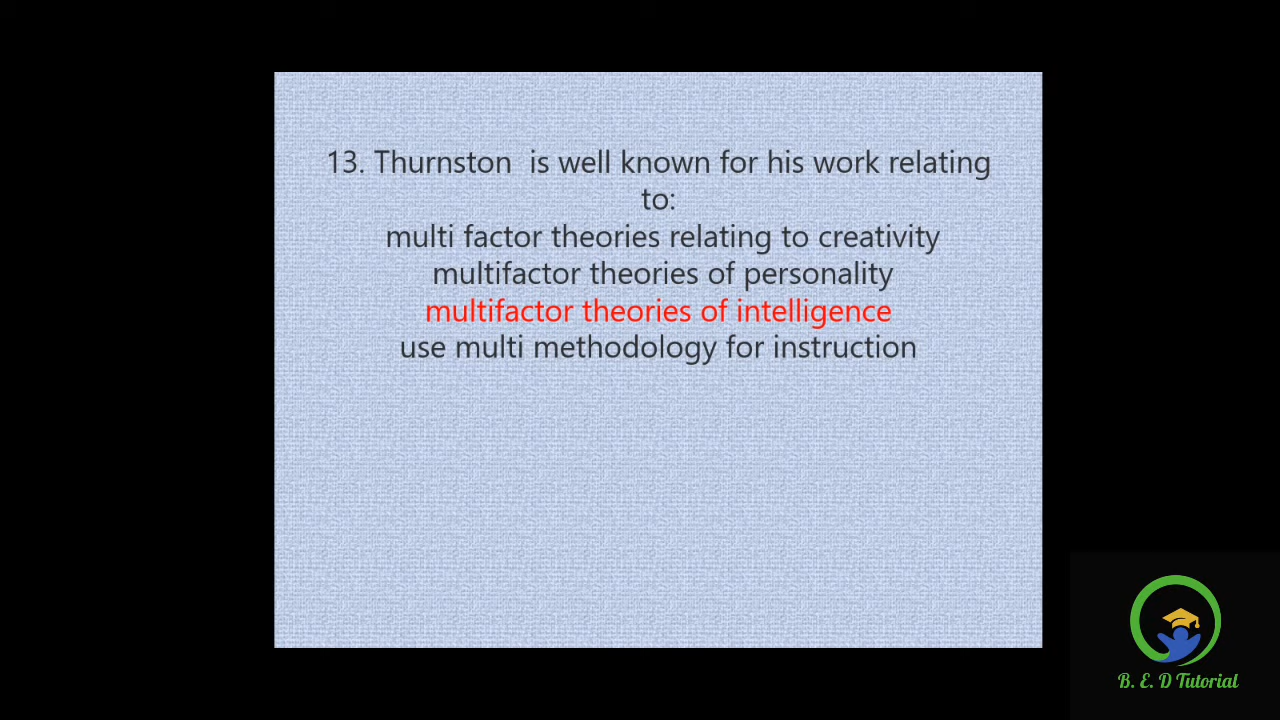 13. Thurnston is well known for his work relating
to:
multi factor theories relating to creativity
multifactor theories of personality
multifactor theories of intelligence
use multi methodology for instruction
B. E. D Tutorial